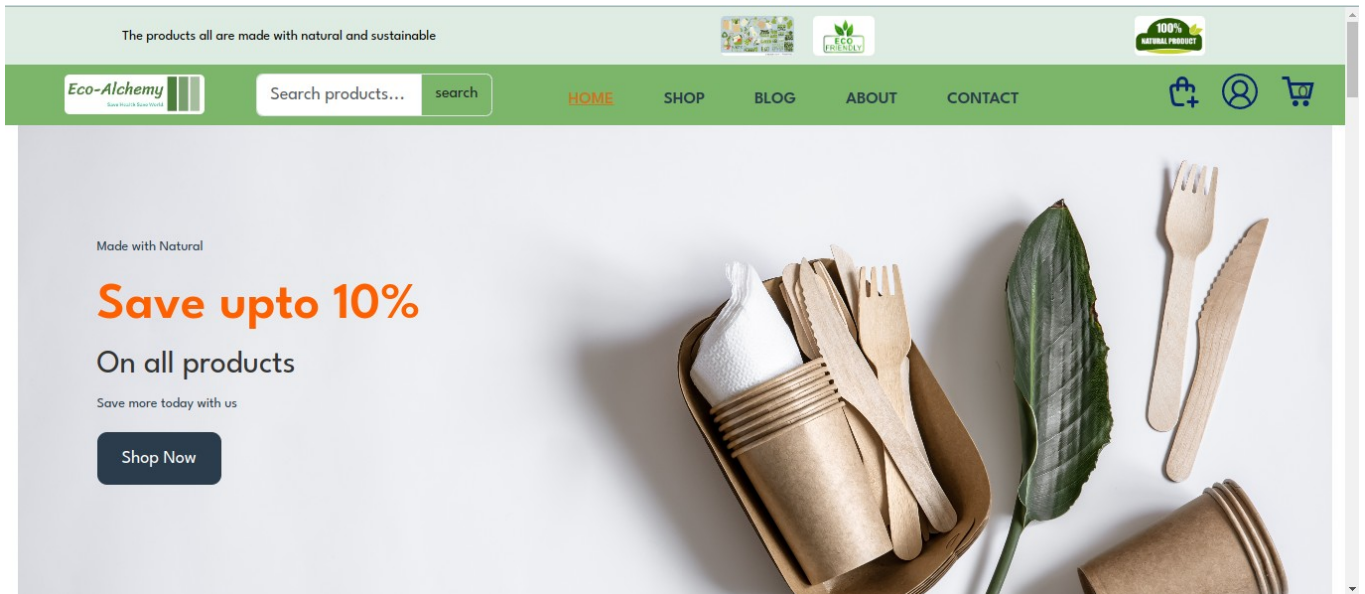 The products all are made with natural and sustainable
ECO
FRIENDLY
100%
NATURAL PRODUCT
Eco-Alchemy
Save Health Save World
Search products...
search
HOME
SHOP
BLOG
ABOUT
CONTACT
0
Made with Natural
Save upto 10%
On all products
Save more today with us
Shop Now